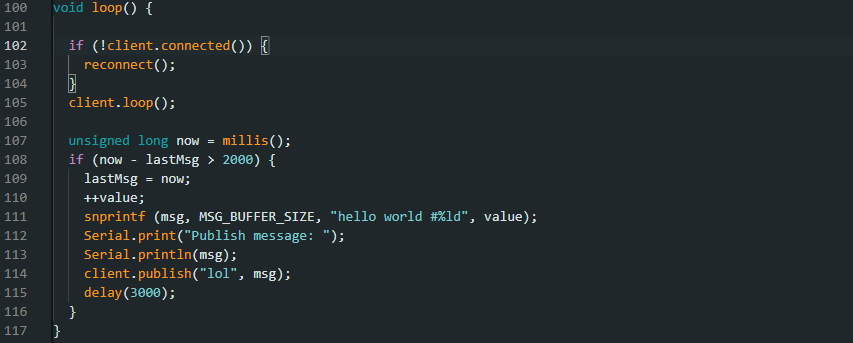 100 void loop() {
101
102   if (!client.connected()) {
103     reconnect();
104   }
105   client.loop();
106
107   unsigned long now = millis();
108   if (now - lastMsg > 2000) {
109     lastMsg = now;
110     ++value;
111     snprintf (msg, MSG_BUFFER_SIZE, "hello world #%ld", value);
112     Serial.print("Publish message: ");
113     Serial.println(msg);
114     client.publish("lol", msg);
115     delay(3000);
116   }
117 }